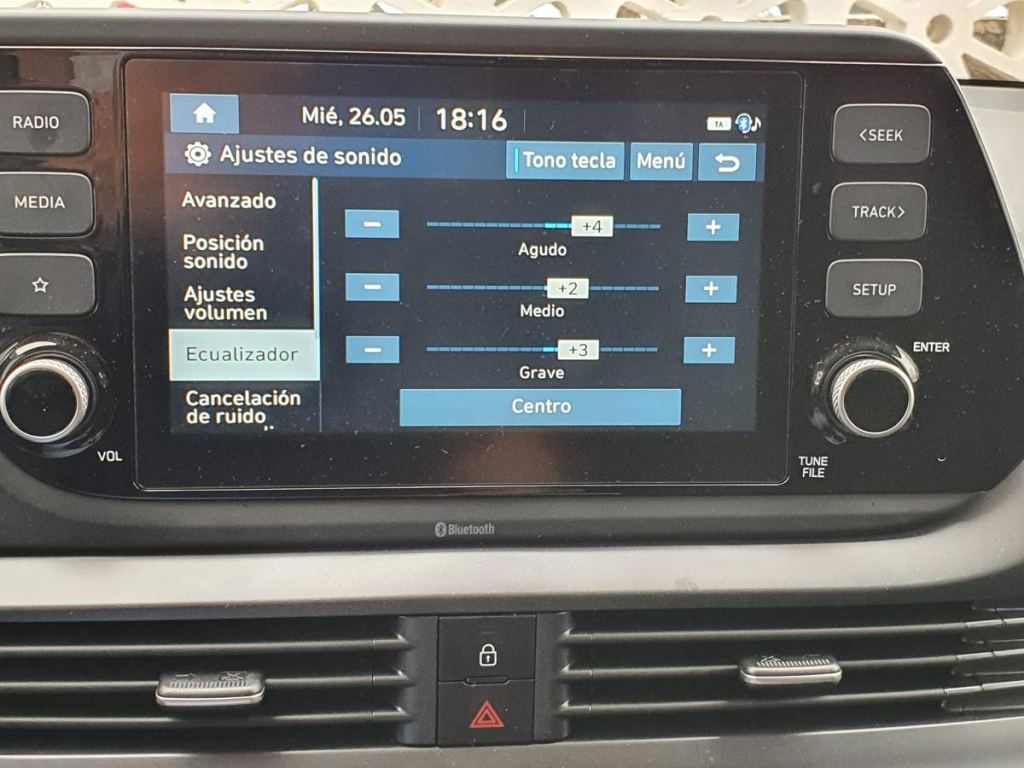 RADIO
MEDIA
VOL
Mié, 26.05
18:16
TA
Ajustes de sonido
Tono tecla
Menú
Avanzado
Posición
sonido
Ajustes
volumen
Ecualizador
Cancelación
de ruido
+4
Agudo
+2
Medio
+3
Grave
Centro
<SEEK
TRACK>
SETUP
ENTER
TUNE
FILE
Bluetooth